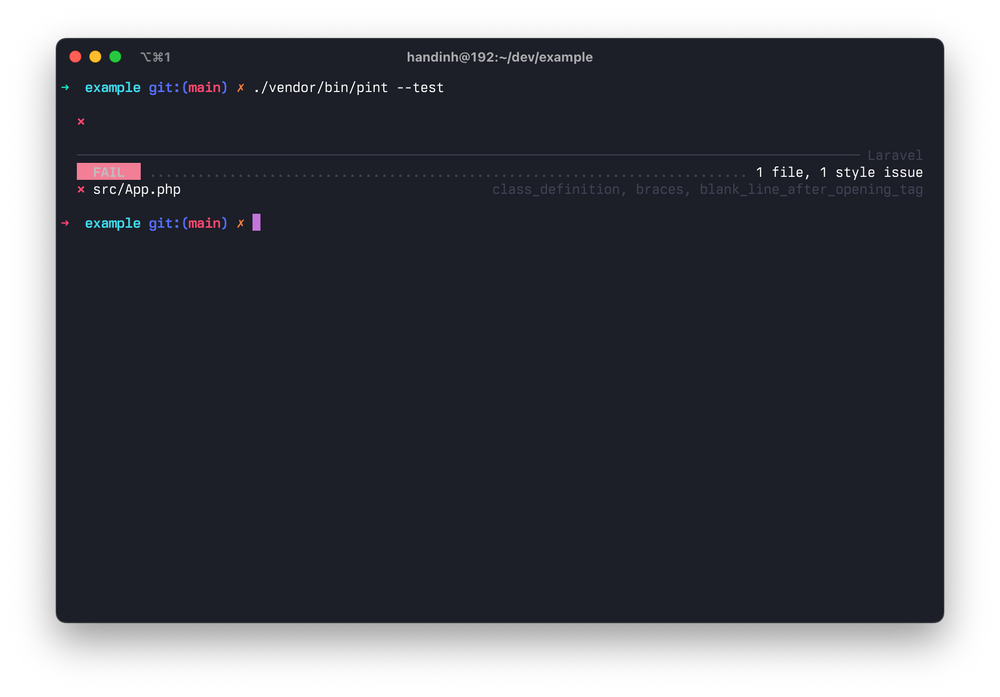 ⌥⌘1 handinh@192:~/dev/example
➜ example git:(main) ✗ ./vendor/bin/pint --test
⨯
Laravel
FAIL ........................................................................... 1 file, 1 style issue
⨯ src/App.php class_definition, braces, blank_line_after_opening_tag
➜ example git:(main) ✗